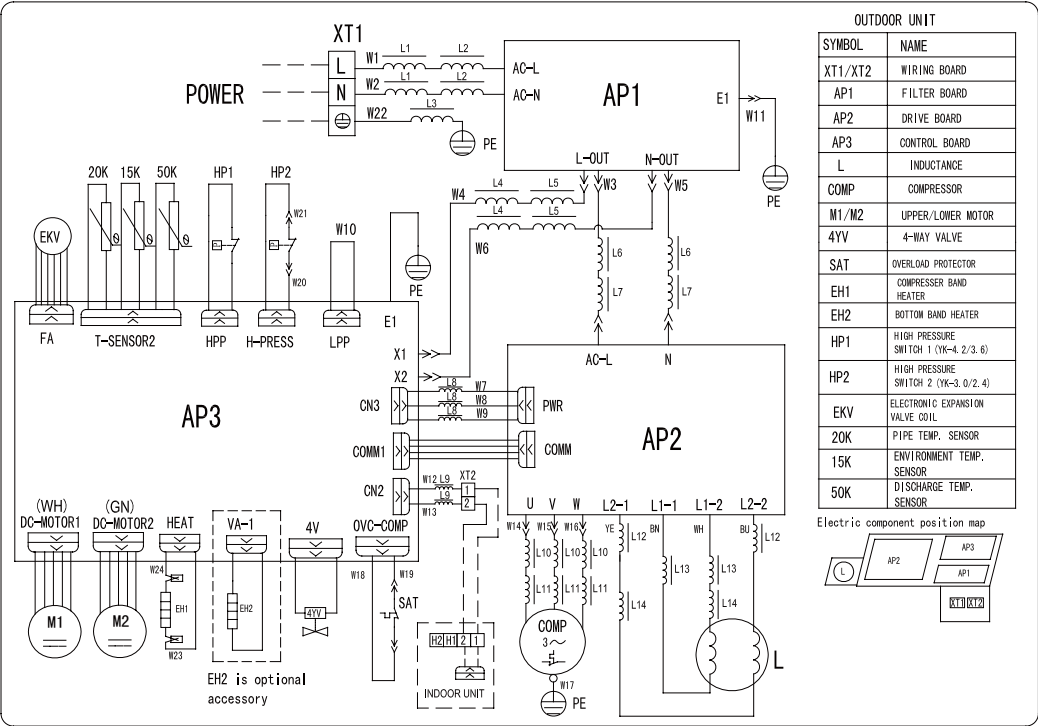 OUTDOOR UNIT
SYMBOL NAME
XT1/XT2 WIRING BOARD
AP1 FILTER BOARD
AP2 DRIVE BOARD
AP3 CONTROL BOARD
L INDUCTANCE
COMP COMPRESSOR
M1/M2 UPPER/LOWER MOTOR
4YV 4-WAY VALVE
SAT OVERLOAD PROTECTOR
EH1 COMPRESSER BAND
HEATER
EH2 BOTTOM BAND HEATER
HP1 HIGH PRESSURE
SWITCH 1 (YK-4.2/3.6)
HP2 HIGH PRESSURE
SWITCH 2 (YK-3.0/2.4)
EKV ELECTRONIC EXPANSION
VALVE COIL
20K PIPE TEMP. SENSOR
15K ENVIRONMENT TEMP.
SENSOR
50K DISCHARGE TEMP.
SENSOR
Electric component position map
L AP2 AP3
AP1
XT1 XT2
XT1
POWER
L W1 L1 L2 AC-L
N W2 L1 L2 AC-N
W22 L3 PE
AP1
E1
W11
PE
L-OUT N-OUT
W3 W5
W4 L4 L5
L4 L5
W6
L6 L6
L7 L7
20K 15K 50K HP1 HP2
θ θ θ
P P
W21
W20
W10
EKV
PE
E1
FA T-SENSOR2 HPP H-PRESS LPP
X1
X2
AP3
CN3 L8 W7 PWR
L8 W8
L8 W9
COMM1 COMM
CN2 W12 L9 XT2
L9
W13
1
2
AC-L N
AP2
U V W L2-1 L1-1 L1-2 L2-2
W14 W15 W16 YE BN WH BU
L12 L12
L10 L10 L10
L13 L13
L11 L11 L11
L14 L14
COMP
3~
W17
PE
L
(WH) (GN)
DC-MOTOR1 DC-MOTOR2 HEAT VA-1 4V OVC-COMP
W24
EH1
W23
EH2
4YV
W18 W19
SAT
M1 M2
EH2 is optional
accessory
H2 H1 2 1
INDOOR UNIT